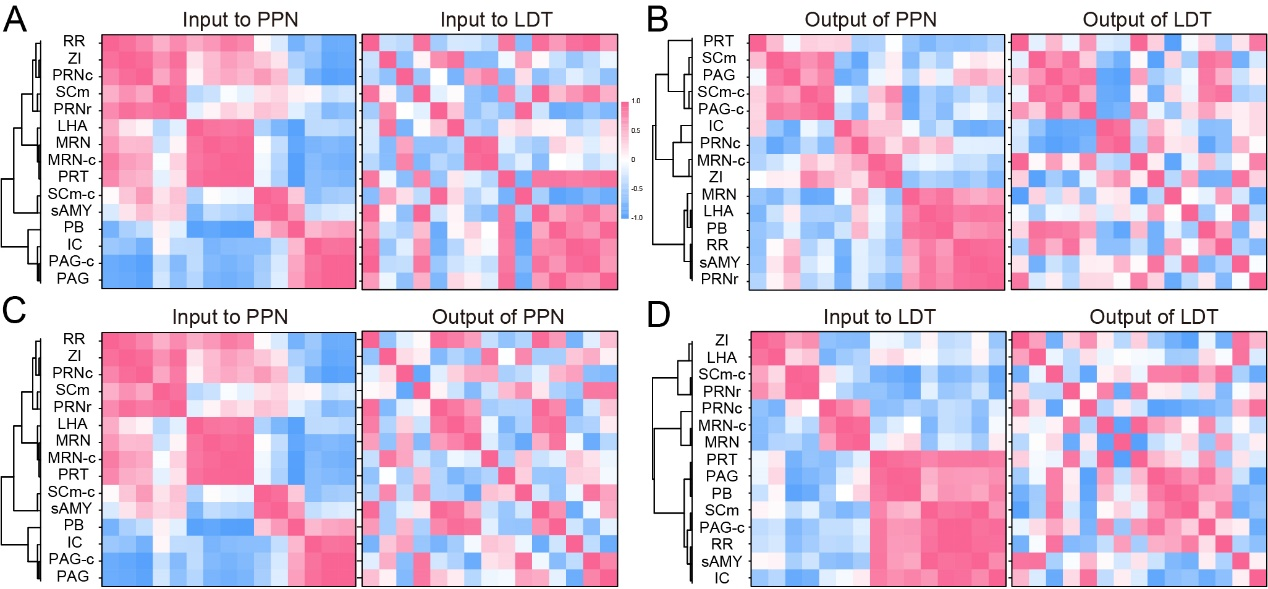 A
Input to PPN
Input to LDT
RR
ZI
PRNc
SCm
PRNr
LHA
MRN
MRN-c
PRT
SCm-c
sAMY
PB
IC
PAG-c
PAG
1.0
0.5
0
-0.5
-1.0
B
Output of PPN
Output of LDT
PRT
SCm
PAG
SCm-c
PAG-c
IC
PRNc
MRN-c
ZI
MRN
LHA
PB
RR
sAMY
PRNr
C
Input to PPN
Output of PPN
RR
ZI
PRNc
SCm
PRNr
LHA
MRN
MRN-c
PRT
SCm-c
sAMY
PB
IC
PAG-c
PAG
D
Input to LDT
Output of LDT
ZI
LHA
SCm-c
PRNr
PRNc
MRN-c
MRN
PRT
PAG
PB
SCm
PAG-c
RR
sAMY
IC